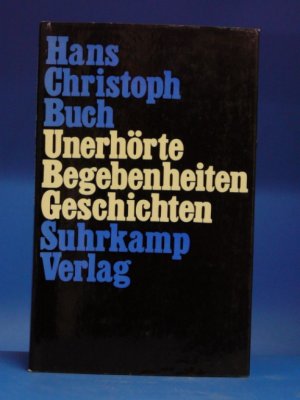 Hans
Christoph
Buch
Unerhörte
Begebenheiten
Geschichten
Suhrkamp
Verlag